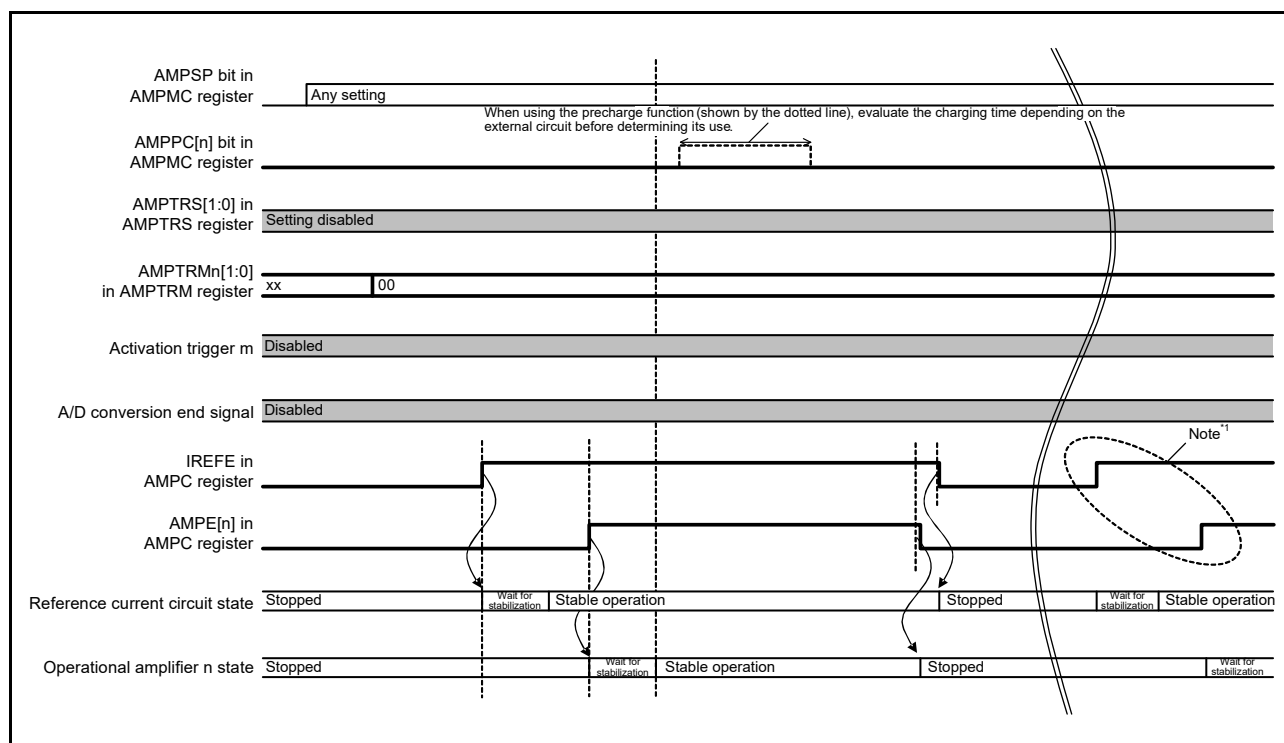 AMPSP bit in
AMPMC register
Any setting
When using the precharge function (shown by the dotted line), evaluate the charging time depending on the
external circuit before determining its use.
AMPPC[n] bit in
AMPMC register
AMPTRS[1:0] in
AMPTRS register
Setting disabled
AMPTRMn[1:0]
in AMPTRM register
xx
00
Activation trigger m
Disabled
A/D conversion end signal
Disabled
Note*1
IREFE in
AMPC register
AMPE[n] in
AMPC register
Reference current circuit state
Stopped
Wait for
stabilization
Stable operation
Stopped
Wait for
stabilization
Stable operation
Operational amplifier n state
Stopped
Wait for
stabilization
Stable operation
Stopped
Wait for
stabilization